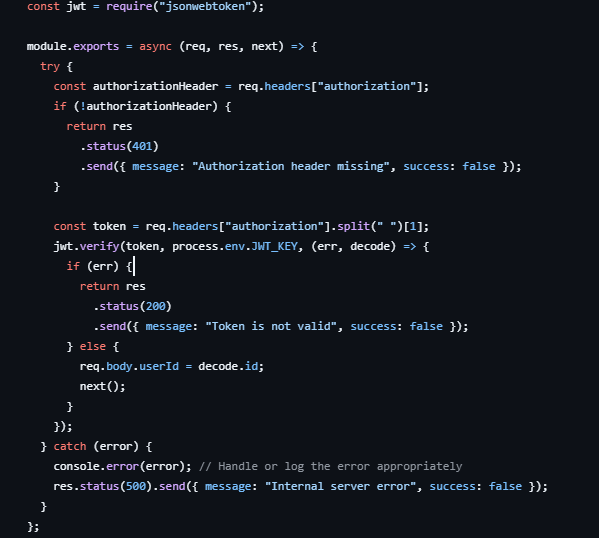 const jwt = require("jsonwebtoken");
module.exports = async (req, res, next) => {
try {
const authorizationHeader = req.headers["authorization"];
if (!authorizationHeader) {
return res
.status(401)
.send({ message: "Authorization header missing", success: false });
}
const token = req.headers["authorization"].split(" ")[1];
jwt.verify(token, process.env.JWT_KEY, (err, decode) => {
if (err) {
return res
.status(200)
.send({ message: "Token is not valid", success: false });
} else {
req.body.userId = decode.id;
next();
}
});
} catch (error) {
console.error(error); // Handle or log the error appropriately
res.status(500).send({ message: "Internal server error", success: false });
}
};